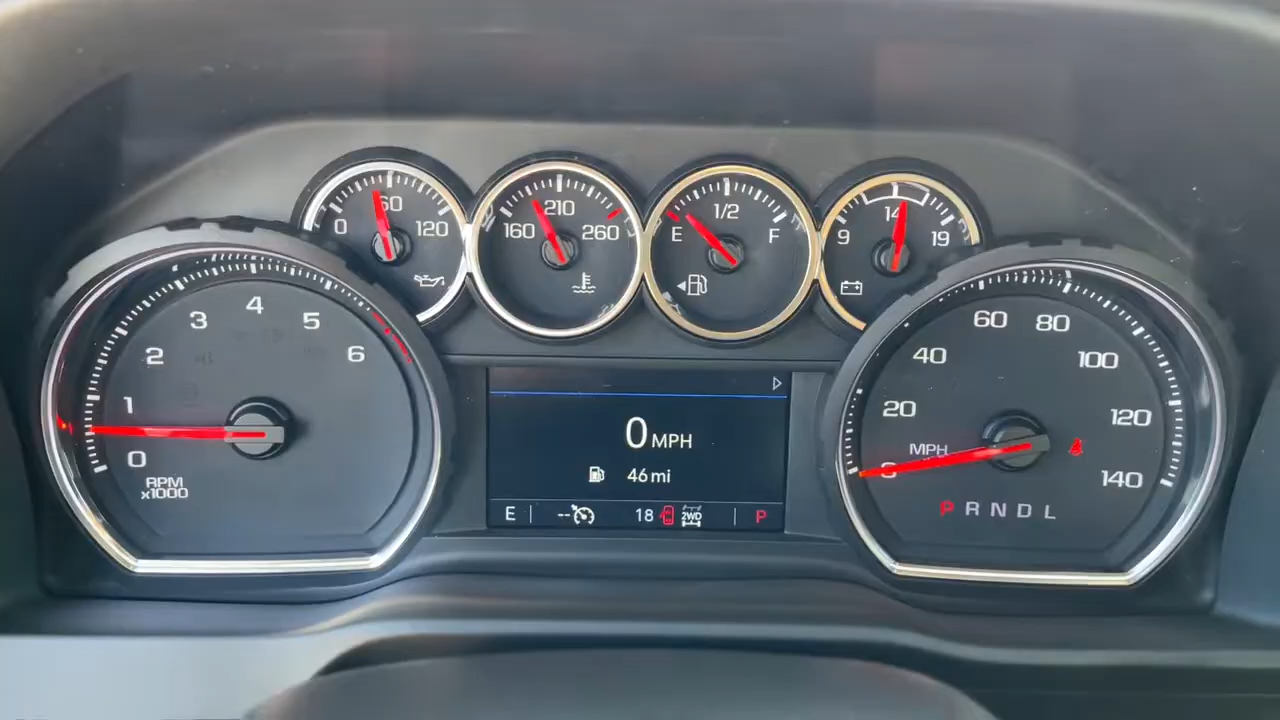 0 60 120
160 210 260
E 1/2 F
9 14 19
0 1 2 3 4 5 6
RPM
x1000
0 MPH
46 mi
E -- 18 2WD P
0 20 40 60 80 100 120 140
MPH
P R N D L